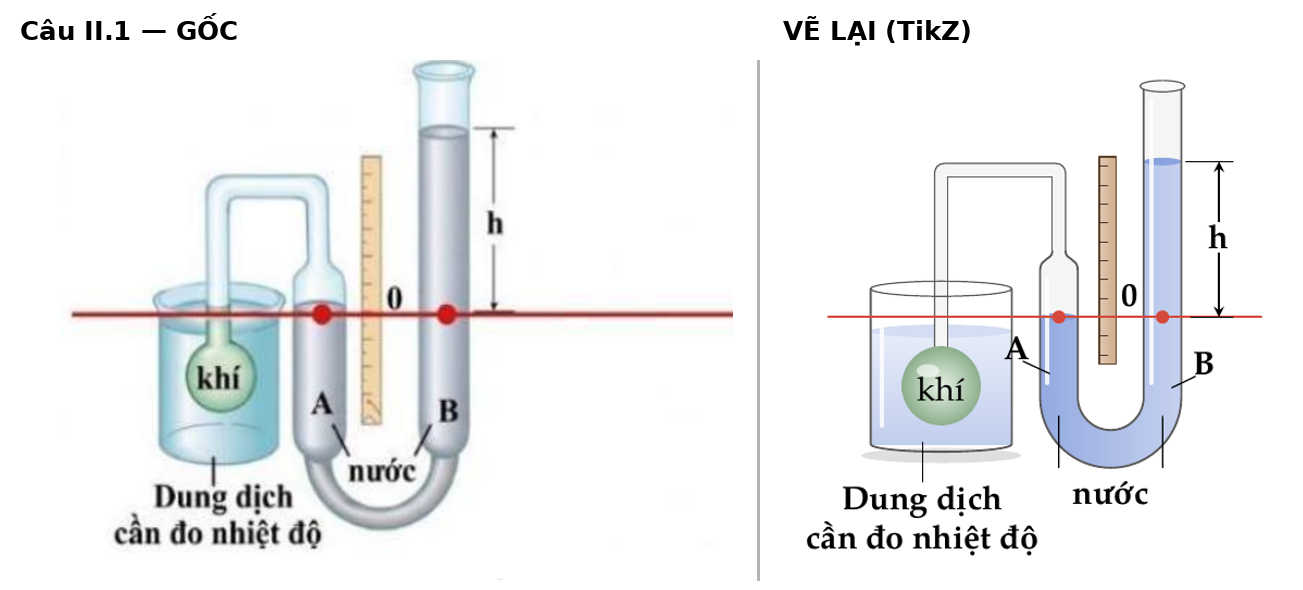 Câu II.1 — GỐC
h
0
khí
A
B
nước
Dung dịch
cần đo nhiệt độ
VẼ LẠI (TikZ)
h
0
A
B
khí
Dung dịch
cần đo nhiệt độ
nước